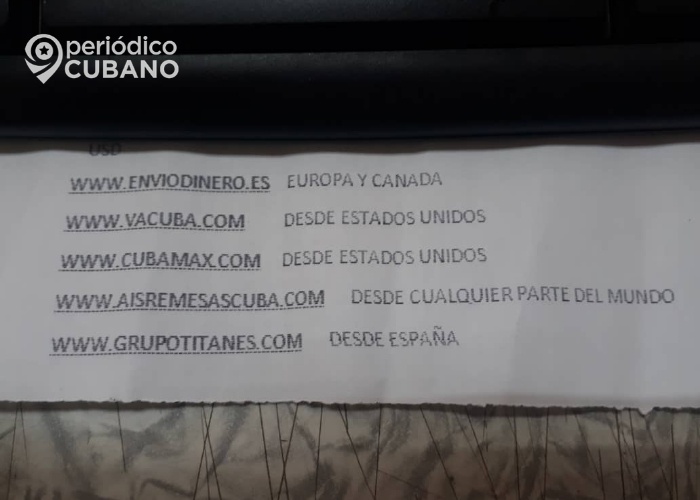 periódico
CUBANO
USD
WWW.ENVIODINERO.ES EUROPA Y CANADA
WWW.VACUBA.COM DESDE ESTADOS UNIDOS
WWW.CUBAMAX.COM DESDE ESTADOS UNIDOS
WWW.AISREMESASCUBA.COM DESDE CUALQUIER PARTE DEL MUNDO
WWW.GRUPOTITANES.COM DESDE ESPAÑA